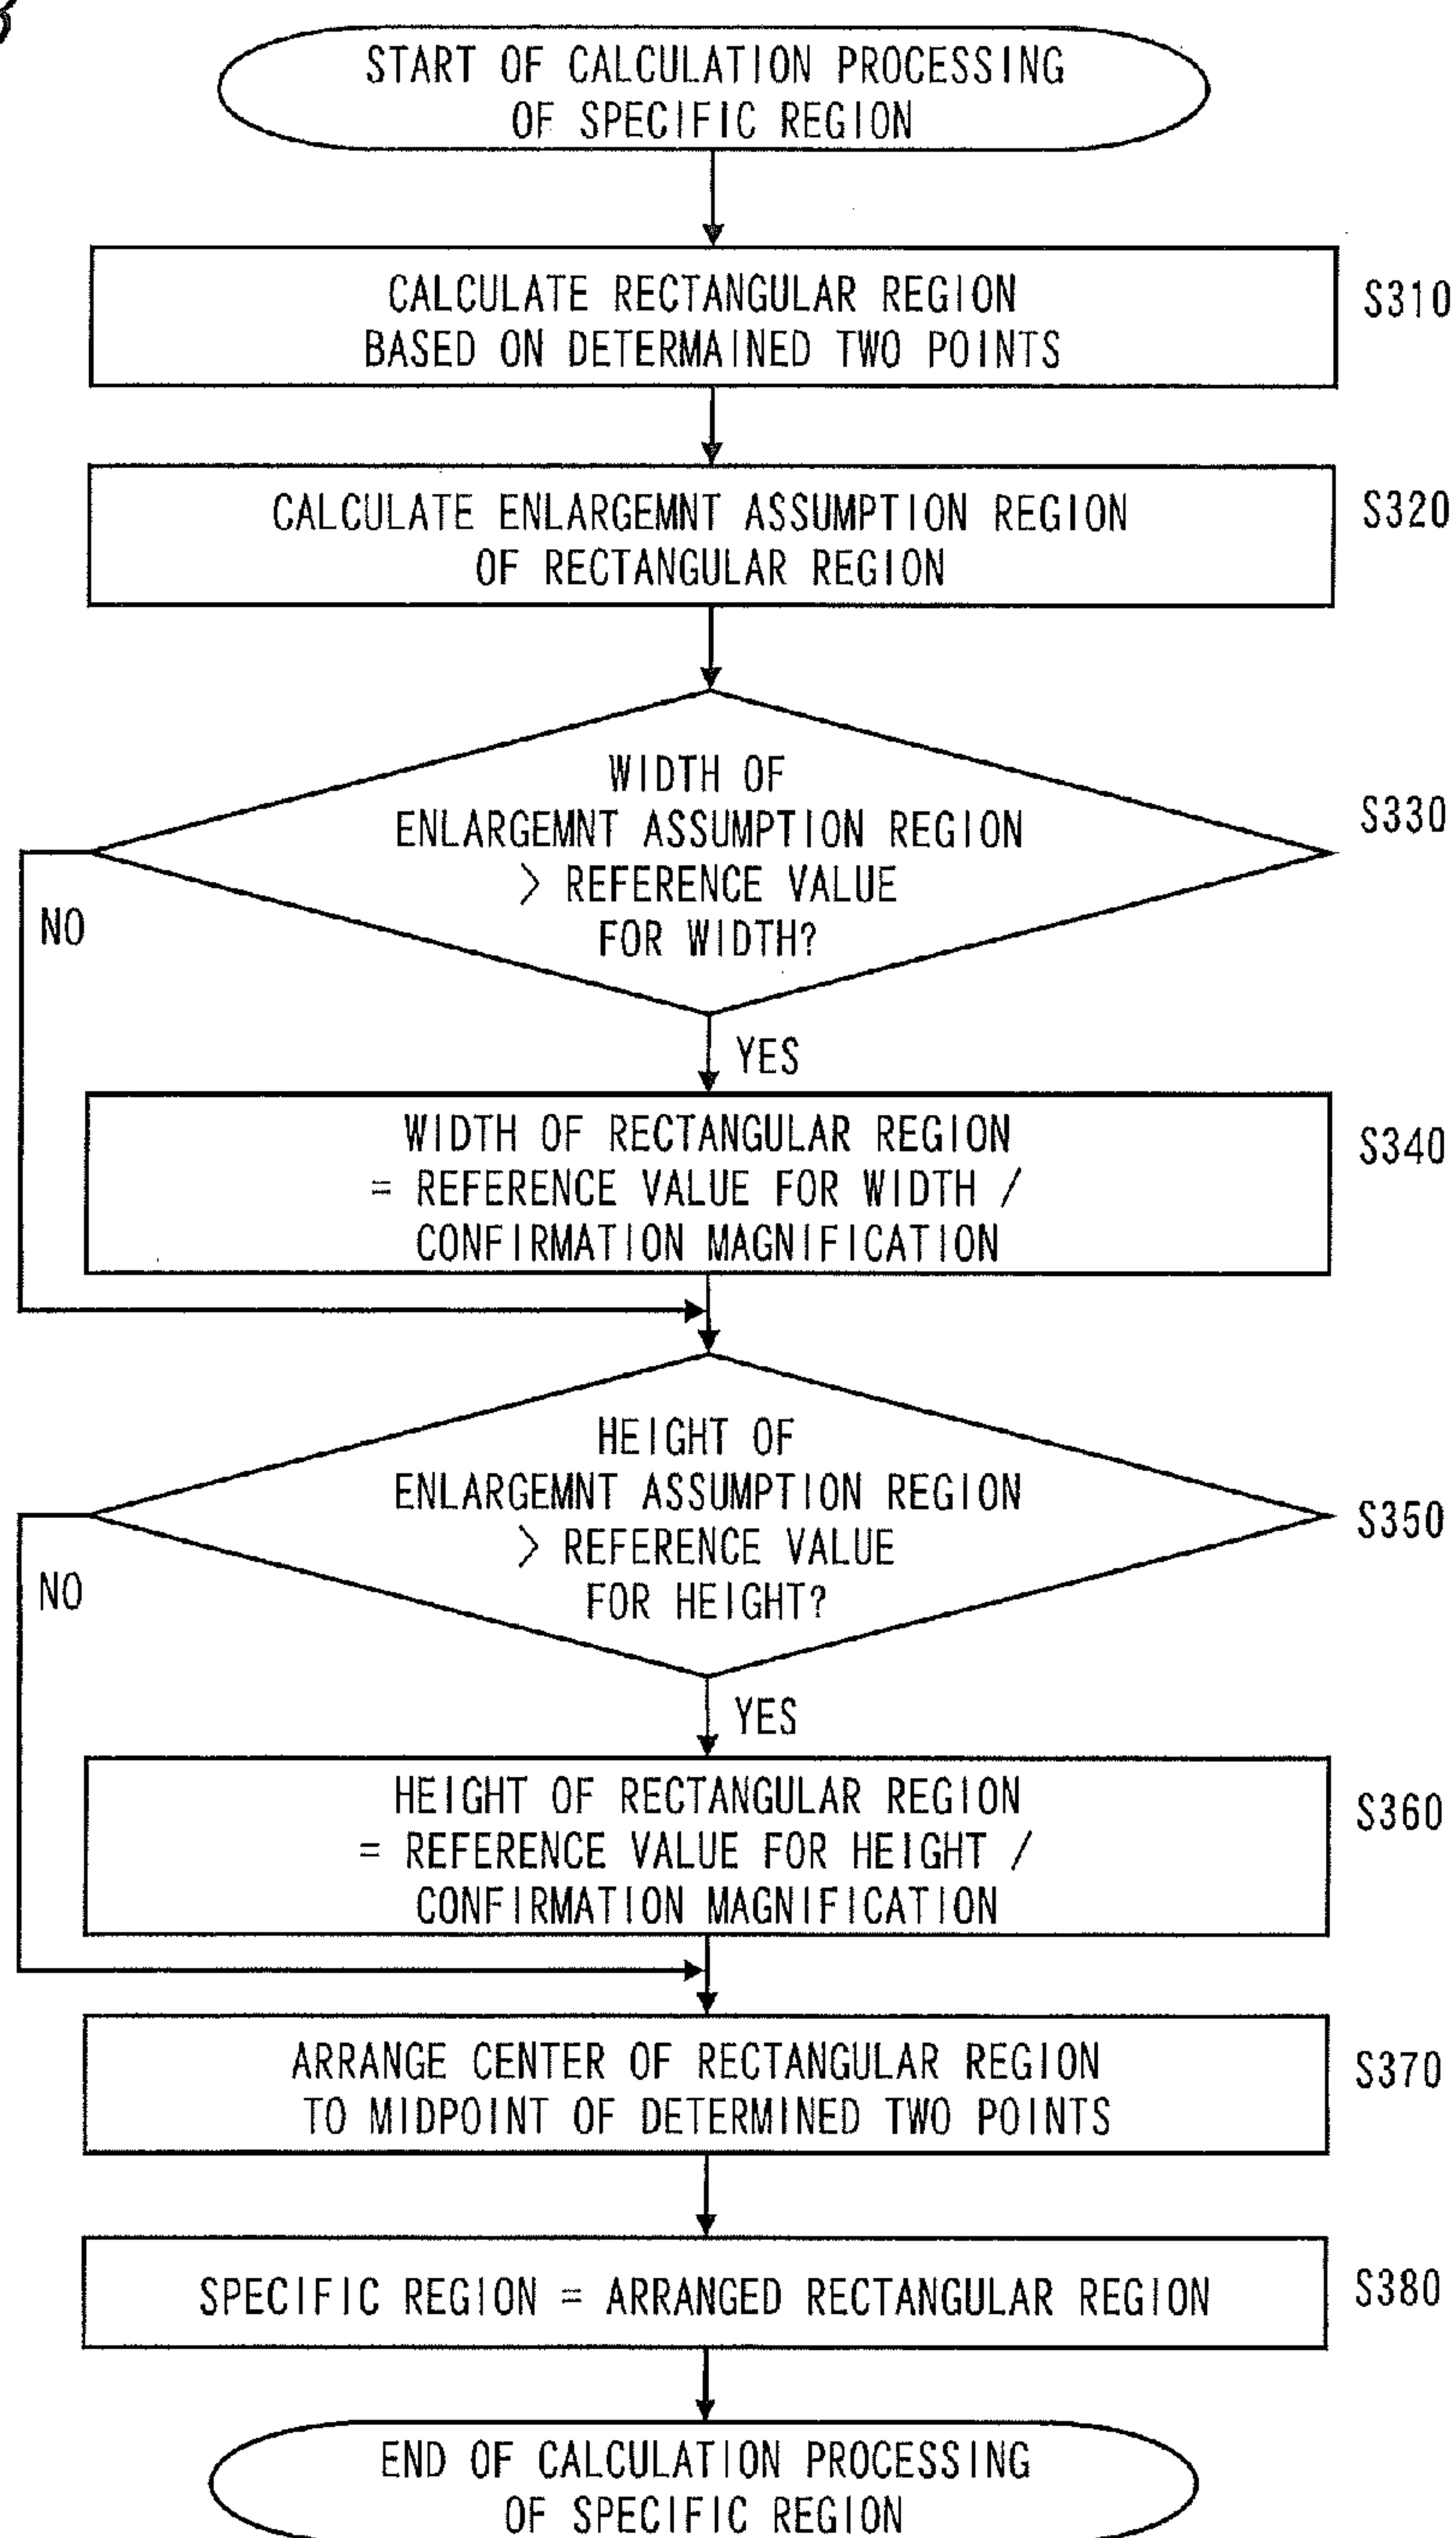 START OF CALCULATION PROCESSING
OF SPECIFIC REGION
CALCULATE RECTANGULAR REGION
BASED ON DETERMAINED TWO POINTS
S310
CALCULATE ENLARGEMNT ASSUMPTION REGION
OF RECTANGULAR REGION
S320
WIDTH OF
ENLARGEMNT ASSUMPTION REGION
> REFERENCE VALUE
FOR WIDTH?
S330
NO
YES
WIDTH OF RECTANGULAR REGION
= REFERENCE VALUE FOR WIDTH /
CONFIRMATION MAGNIFICATION
S340
HEIGHT OF
ENLARGEMNT ASSUMPTION REGION
> REFERENCE VALUE
FOR HEIGHT?
S350
NO
YES
HEIGHT OF RECTANGULAR REGION
= REFERENCE VALUE FOR HEIGHT /
CONFIRMATION MAGNIFICATION
S360
ARRANGE CENTER OF RECTANGULAR REGION
TO MIDPOINT OF DETERMINED TWO POINTS
S370
SPECIFIC REGION = ARRANGED RECTANGULAR REGION
S380
END OF CALCULATION PROCESSING
OF SPECIFIC REGION